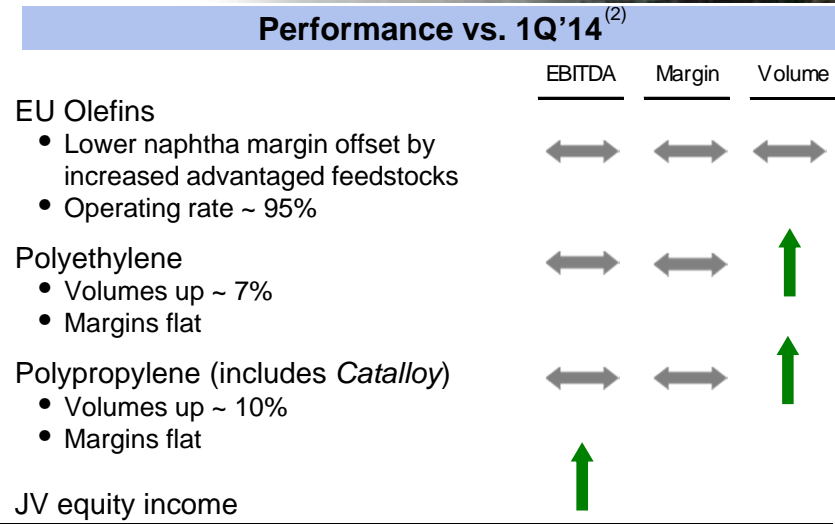 Performance vs. 1Q’14(2)
EBITDA Margin Volume
EU Olefins
• Lower naphtha margin offset by
increased advantaged feedstocks
• Operating rate ~ 95%
Polyethylene
• Volumes up ~ 7%
• Margins flat
Polypropylene (includes Catalloy)
• Volumes up ~ 10%
• Margins flat
JV equity income